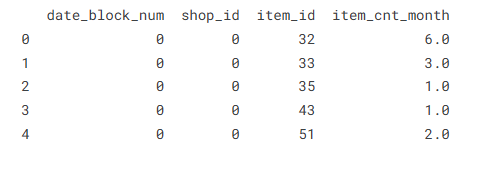 date_block_num shop_id item_id item_cnt_month
0 0 0 32 6.0
1 0 0 33 3.0
2 0 0 35 1.0
3 0 0 43 1.0
4 0 0 51 2.0